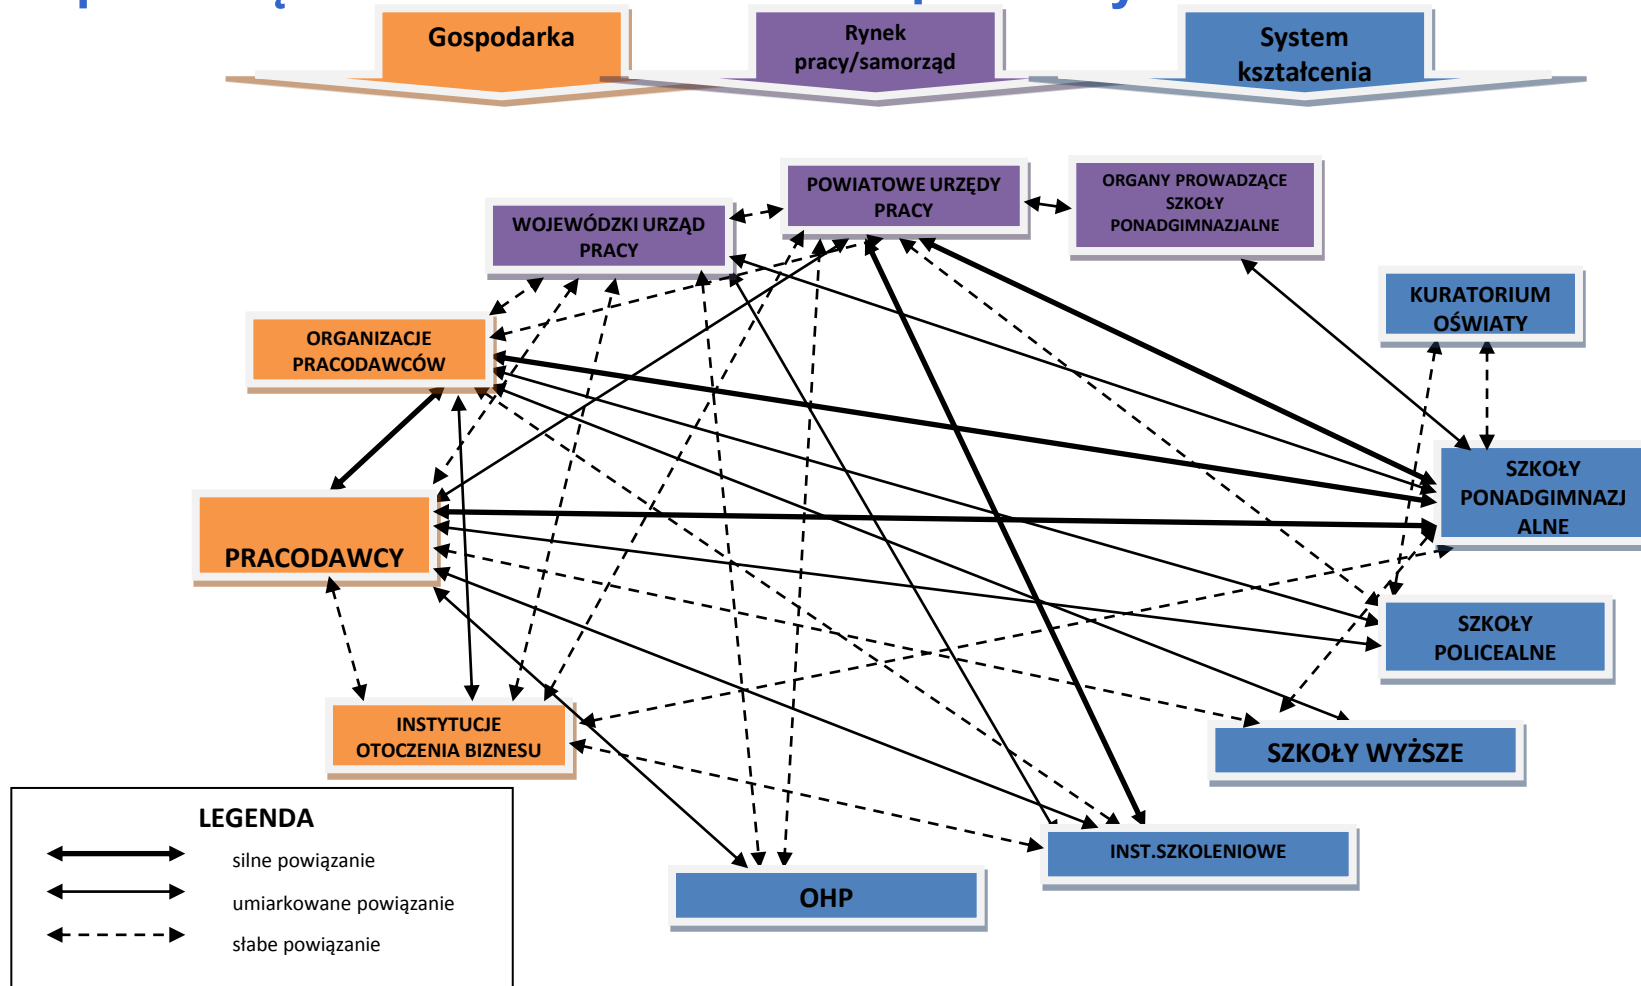 Gospodarka
Rynek
pracy/samorząd
System
kształcenia
POWIATOWE URZĘDY
PRACY
ORGANY PROWADZĄCE
SZKOŁY
PONADGIMNAZJALNE
WOJEWÓDZKI URZĄD
PRACY
KURATORIUM
OŚWIATY
ORGANIZACJE
PRACODAWCÓW
SZKOŁY
PONADGIMNAZJ
ALNE
PRACODAWCY
SZKOŁY
POLICEALNE
INSTYTUCJE
OTOCZENIA BIZNESU
SZKOŁY WYŻSZE
INST.SZKOLENIOWE
OHP
LEGENDA
silne powiązanie
umiarkowane powiązanie
słabe powiązanie